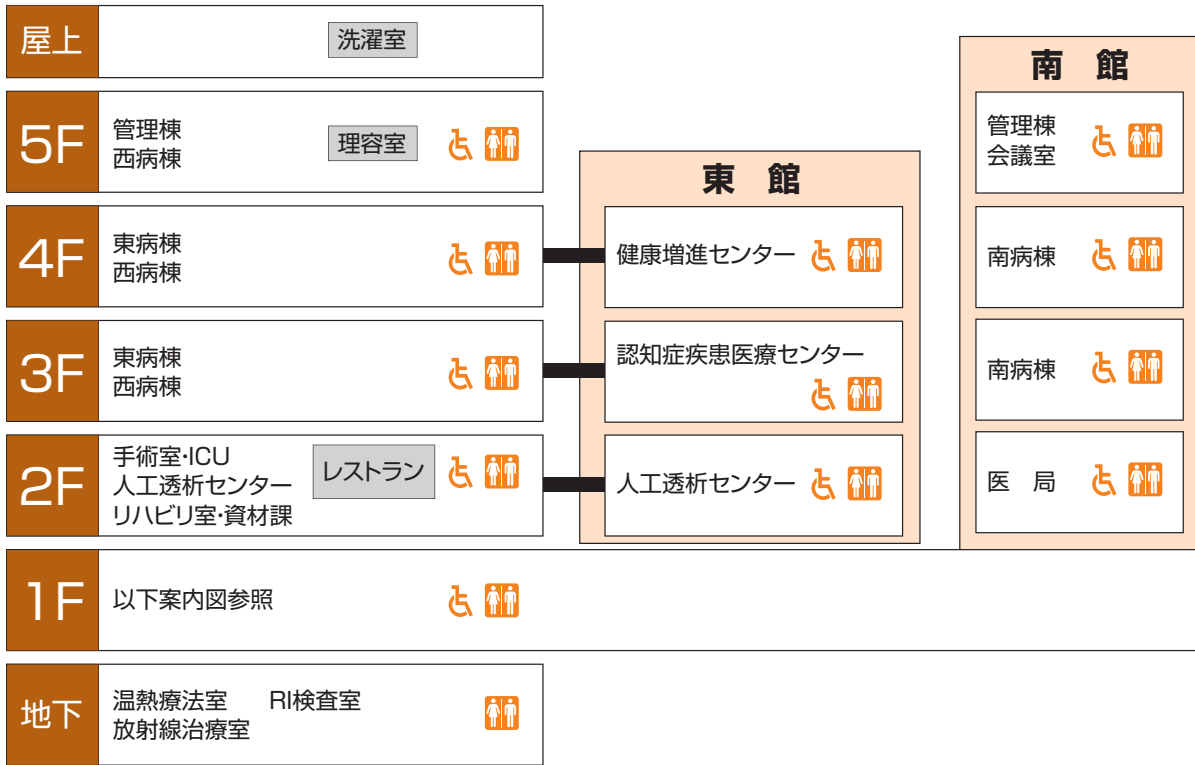 屋上
洗濯室
5F
管理棟
西病棟
理容室
4F
東病棟
西病棟
3F
東病棟
西病棟
2F
手術室・ICU
人工透析センター
リハビリ室・資材課
レストラン
1F
以下案内図参照
地下
温熱療法室 RI検査室
放射線治療室
東 館
健康増進センター
認知症疾患医療センター
人工透析センター
南 館
管理棟
会議室
南病棟
南病棟
医 局